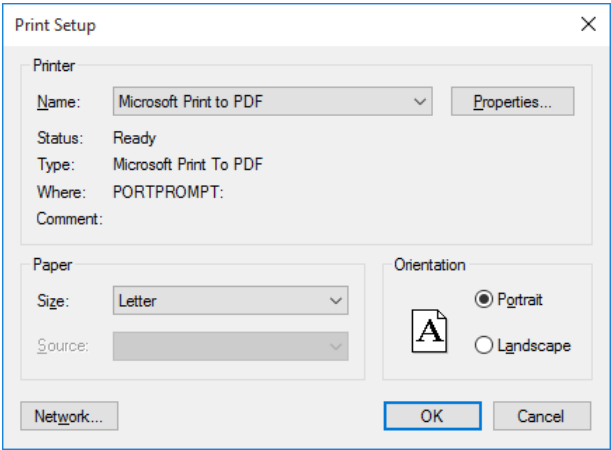 Print Setup
Printer
Name: Microsoft Print to PDF Properties...
Status: Ready
Type: Microsoft Print To PDF
Where: PORTPROMPT:
Comment:
Paper
Size: Letter
Source:
Orientation
A
Portrait
Landscape
Network... OK Cancel